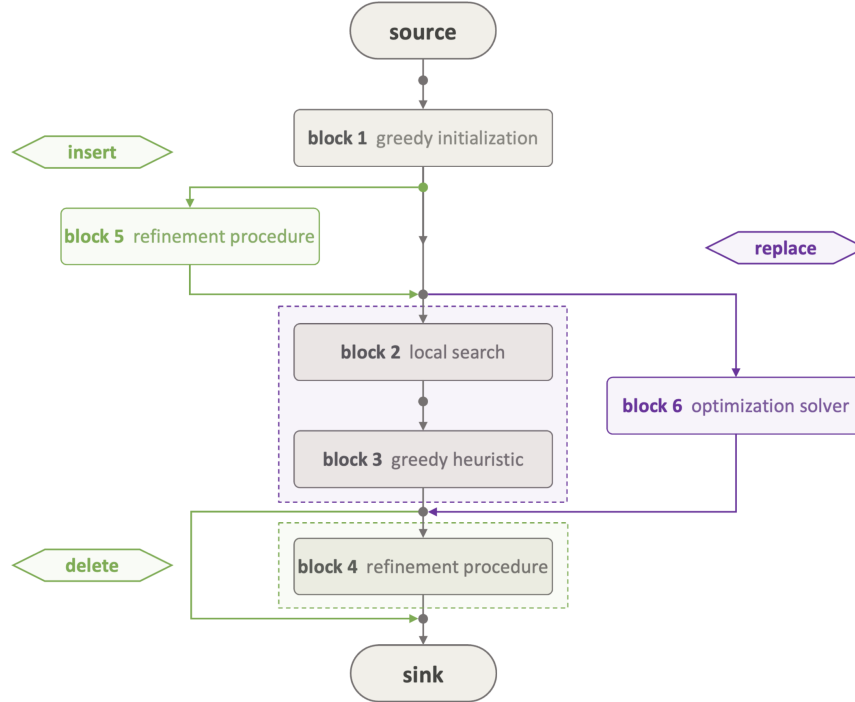 source
block 1 greedy initialization
insert
block 5 refinement procedure
replace
block 2 local search
block 6 optimization solver
block 3 greedy heuristic
delete
block 4 refinement procedure
sink